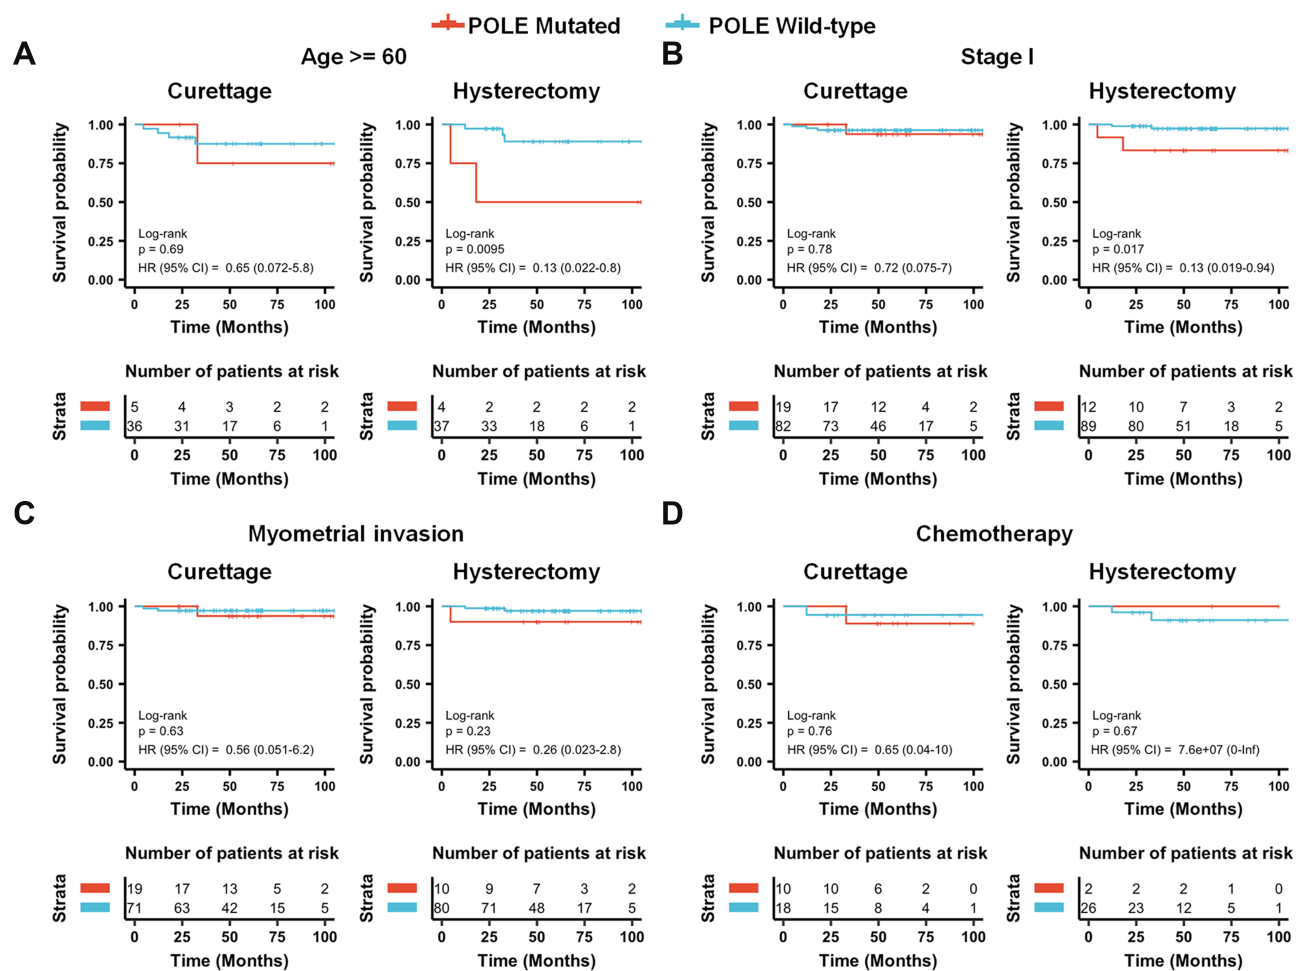 POLE Mutated POLE Wild-type
A
Age >= 60
Curettage
Survival probability
1.00
0.75
0.50
0.25
0.00
Log-rank
p = 0.69
HR (95% CI) = 0.65 (0.072-5.8)
0 25 50 75 100
Time (Months)
Number of patients at risk
Strata
5 4 3 2 2
36 31 17 6 1
0 25 50 75 100
Time (Months)
Hysterectomy
Survival probability
1.00
0.75
0.50
0.25
0.00
Log-rank
p = 0.0095
HR (95% CI) = 0.13 (0.022-0.8)
0 25 50 75 100
Time (Months)
Number of patients at risk
Strata
4 2 2 2 2
37 33 18 6 1
0 25 50 75 100
Time (Months)
B
Stage I
Curettage
Survival probability
1.00
0.75
0.50
0.25
0.00
Log-rank
p = 0.78
HR (95% CI) = 0.72 (0.075-7)
0 25 50 75 100
Time (Months)
Number of patients at risk
Strata
19 17 12 4 2
82 73 46 17 5
0 25 50 75 100
Time (Months)
Hysterectomy
Survival probability
1.00
0.75
0.50
0.25
0.00
Log-rank
p = 0.017
HR (95% CI) = 0.13 (0.019-0.94)
0 25 50 75 100
Time (Months)
Number of patients at risk
Strata
12 10 7 3 2
89 80 51 18 5
0 25 50 75 100
Time (Months)
C
Myometrial invasion
Curettage
Survival probability
1.00
0.75
0.50
0.25
0.00
Log-rank
p = 0.63
HR (95% CI) = 0.56 (0.051-6.2)
0 25 50 75 100
Time (Months)
Number of patients at risk
Strata
19 17 13 5 2
71 63 42 15 5
0 25 50 75 100
Time (Months)
Hysterectomy
Survival probability
1.00
0.75
0.50
0.25
0.00
Log-rank
p = 0.23
HR (95% CI) = 0.26 (0.023-2.8)
0 25 50 75 100
Time (Months)
Number of patients at risk
Strata
10 9 7 3 2
80 71 48 17 5
0 25 50 75 100
Time (Months)
D
Chemotherapy
Curettage
Survival probability
1.00
0.75
0.50
0.25
0.00
Log-rank
p = 0.76
HR (95% CI) = 0.65 (0.04-10)
0 25 50 75 100
Time (Months)
Number of patients at risk
Strata
10 10 6 2 0
18 15 8 4 1
0 25 50 75 100
Time (Months)
Hysterectomy
Survival probability
1.00
0.75
0.50
0.25
0.00
Log-rank
p = 0.67
HR (95% CI) = 7.6e+07 (0-Inf)
0 25 50 75 100
Time (Months)
Number of patients at risk
Strata
2 2 2 1 0
26 23 12 5 1
0 25 50 75 100
Time (Months)